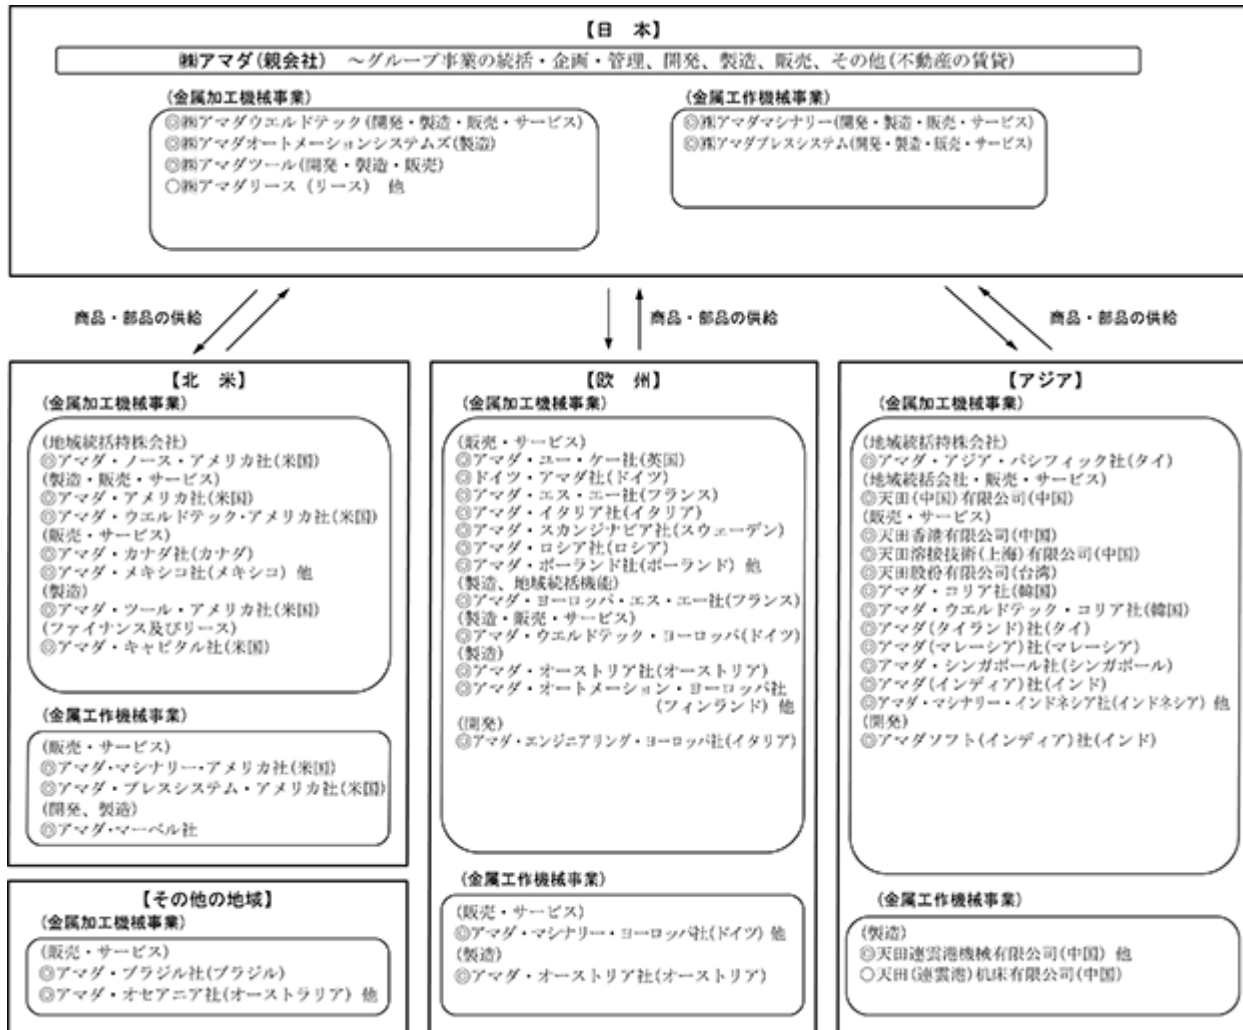 【日　本】
㈱アマダ(親会社)　～グループ事業の統括・企画・管理、開発、製造、販売、その他(不動産の賃貸)
(金属加工機械事業)
◎㈱アマダウエルドテック(開発・製造・販売・サービス)
◎㈱アマダオートメーションシステムズ(製造)
◎㈱アマダツール(開発・製造・販売)
○㈱アマダリース（リース） 他
(金属工作機械事業)
◎㈱アマダマシナリー(開発・製造・販売・サービス)
◎㈱アマダプレスシステム(開発・製造・販売・サービス)
商品・部品の供給
商品・部品の供給
商品・部品の供給
【北　米】
(金属加工機械事業)
(地域統括持株会社)
◎アマダ・ノース・アメリカ社(米国)
(製造・販売・サービス)
◎アマダ・アメリカ社(米国)
◎アマダ・ウエルドテック・アメリカ社(米国)
(販売・サービス)
◎アマダ・カナダ社(カナダ)
◎アマダ・メキシコ社(メキシコ) 他
(製造)
◎アマダ・ツール・アメリカ社(米国)
(ファイナンス及びリース)
◎アマダ・キャピタル社(米国)
(金属工作機械事業)
(販売・サービス)
◎アマダ・マシナリー・アメリカ社(米国)
◎アマダ・プレスシステム・アメリカ社(米国)
(開発、製造)
◎アマダ・マーベル社
【その他の地域】
(金属加工機械事業)
(販売・サービス)
◎アマダ・ブラジル社(ブラジル)
◎アマダ・オセアニア社(オーストラリア) 他
【欧　州】
(金属加工機械事業)
(販売・サービス)
◎アマダ・ユー・ケー社(英国)
◎ドイツ・アマダ社(ドイツ)
◎アマダ・エス・エー社(フランス)
◎アマダ・イタリア社(イタリア)
◎アマダ・スカンジナビア社(スウェーデン)
◎アマダ・ロシア社(ロシア)
◎アマダ・ポーランド社(ポーランド) 他
(製造、地域統括機能)
◎アマダ・ヨーロッパ・エス・エー社(フランス)
(製造・販売・サービス)
◎アマダ・ウエルドテック・ヨーロッパ(ドイツ)
(製造)
◎アマダ・オーストリア社(オーストリア)
◎アマダ・オートメーション・ヨーロッパ社
(フィンランド) 他
(開発)
◎アマダ・エンジニアリング・ヨーロッパ社(イタリア)
(金属工作機械事業)
(販売・サービス)
◎アマダ・マシナリー・ヨーロッパ社(ドイツ) 他
(製造)
◎アマダ・オーストリア社(オーストリア)
【アジア】
(金属加工機械事業)
(地域統括持株会社)
◎アマダ・アジア・パシフィック社(タイ)
(地域統括会社・販売・サービス)
◎天田(中国)有限公司(中国)
(販売・サービス)
◎天田香港有限公司(中国)
◎天田溶接技術(上海)有限公司(中国)
◎天田股份有限公司(台湾)
◎アマダ・コリア社(韓国)
◎アマダ・ウエルドテック・コリア社(韓国)
◎アマダ(タイランド)社(タイ)
◎アマダ(マレーシア)社(マレーシア)
◎アマダ・シンガポール社(シンガポール)
◎アマダ(インディア)社(インド)
◎アマダ・マシナリー・インドネシア社(インドネシア) 他
(開発)
◎アマダソフト(インディア)社(インド)
(金属工作機械事業)
(製造)
◎天田連雲港機械有限公司(中国) 他
○天田(連雲港)机床有限公司(中国)